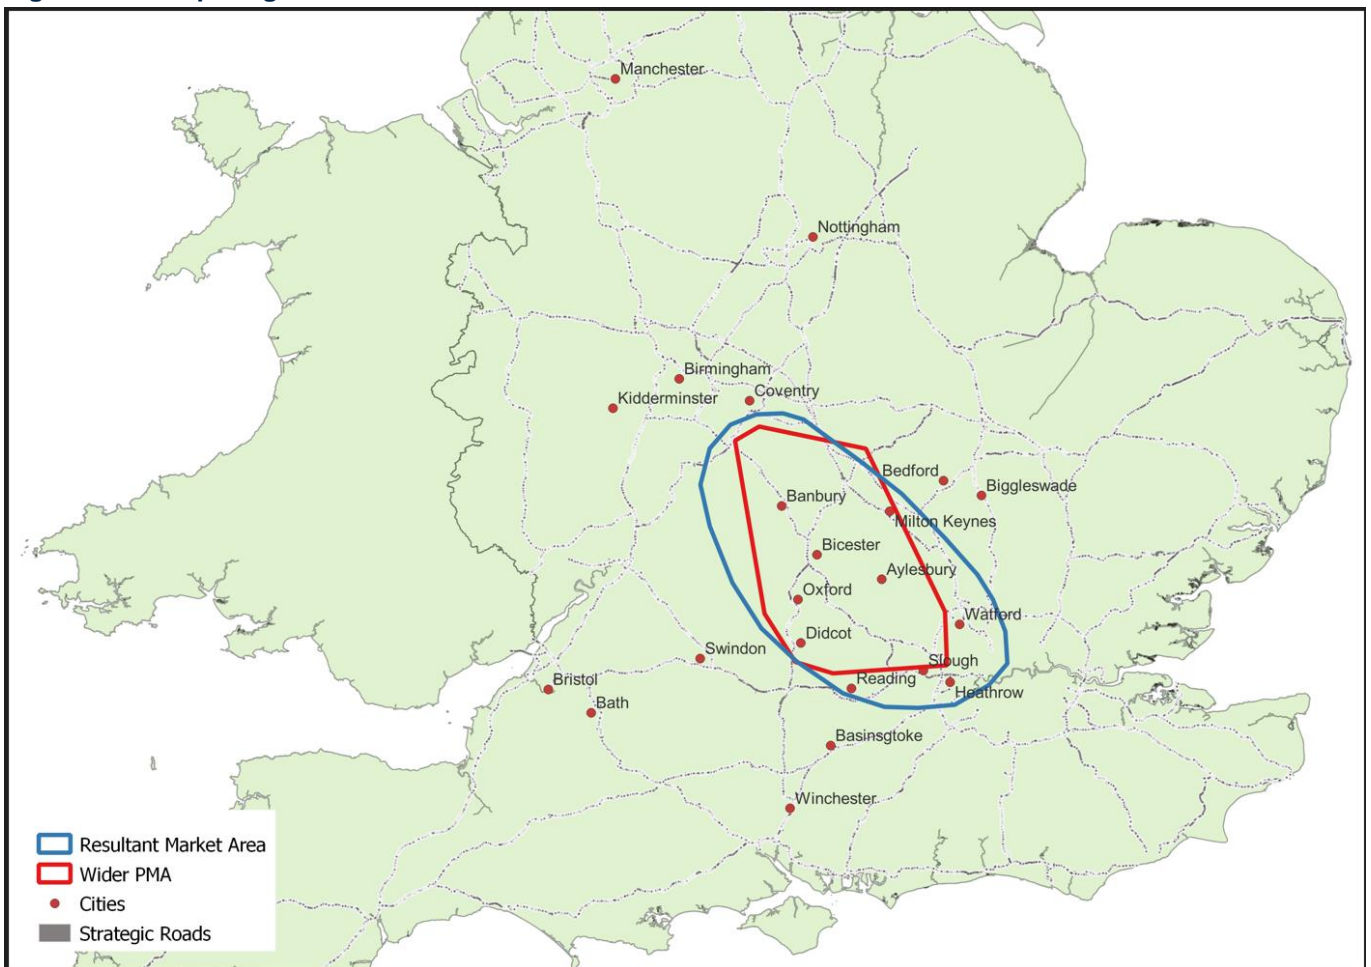 Manchester
Nottingham
Birmingham
Coventry
Kidderminster
Bedford
Biggleswade
Banbury
Milton Keynes
Bicester
Aylesbury
Oxford
Watford
Didcot
Swindon
Slough
Reading
Heathrow
Bristol
Bath
Basinsgtoke
Winchester
Resultant Market Area
Wider PMA
Cities
Strategic Roads